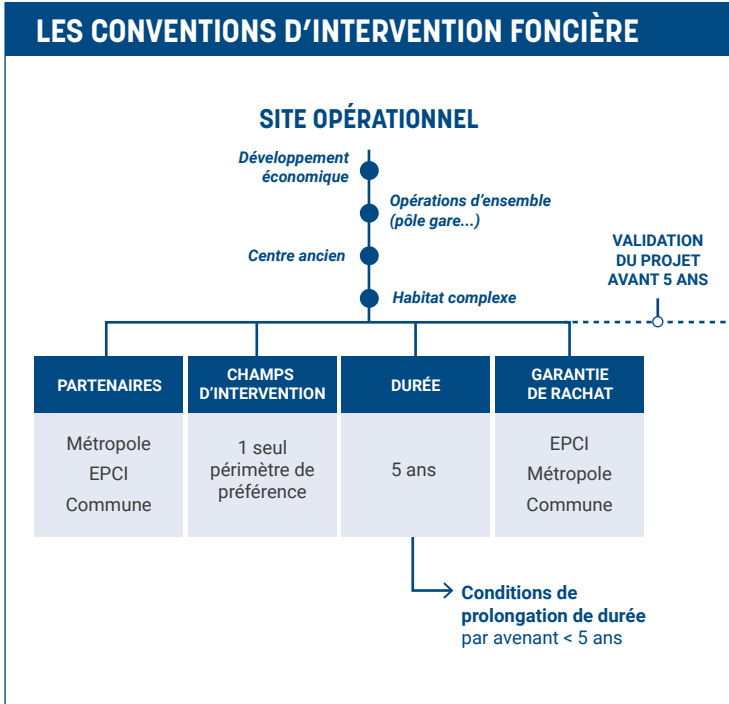 LES CONVENTIONS D'INTERVENTION FONCIÈRE
SITE OPÉRATIONNEL
Développement
économique
Opérations d'ensemble
(pôle gare...)
Centre ancien
Habitat complexe
VALIDATION
DU PROJET
AVANT 5 ANS
PARTENAIRES
Métropole
EPCI
Commune
CHAMPS
D'INTERVENTION
1 seul
périmètre de
préférence
DURÉE
5 ans
GARANTIE
DE RACHAT
EPCI
Métropole
Commune
Conditions de
prolongation de durée
par avenant < 5 ans